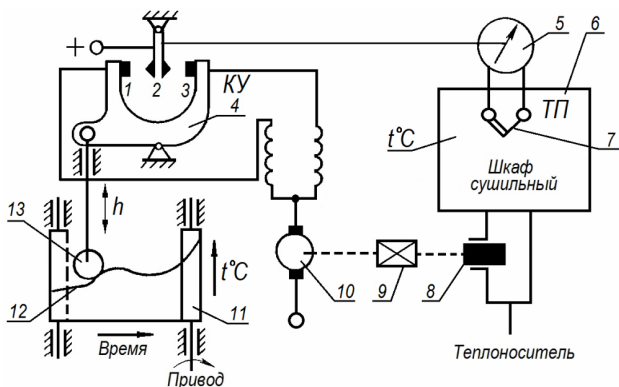 5
6
+
1
2
3
КУ
4
ТП
t°C
7
Шкаф
сушильный
h
13
t°C
10
9
8
12
11
Время
Привод
Теплоноситель